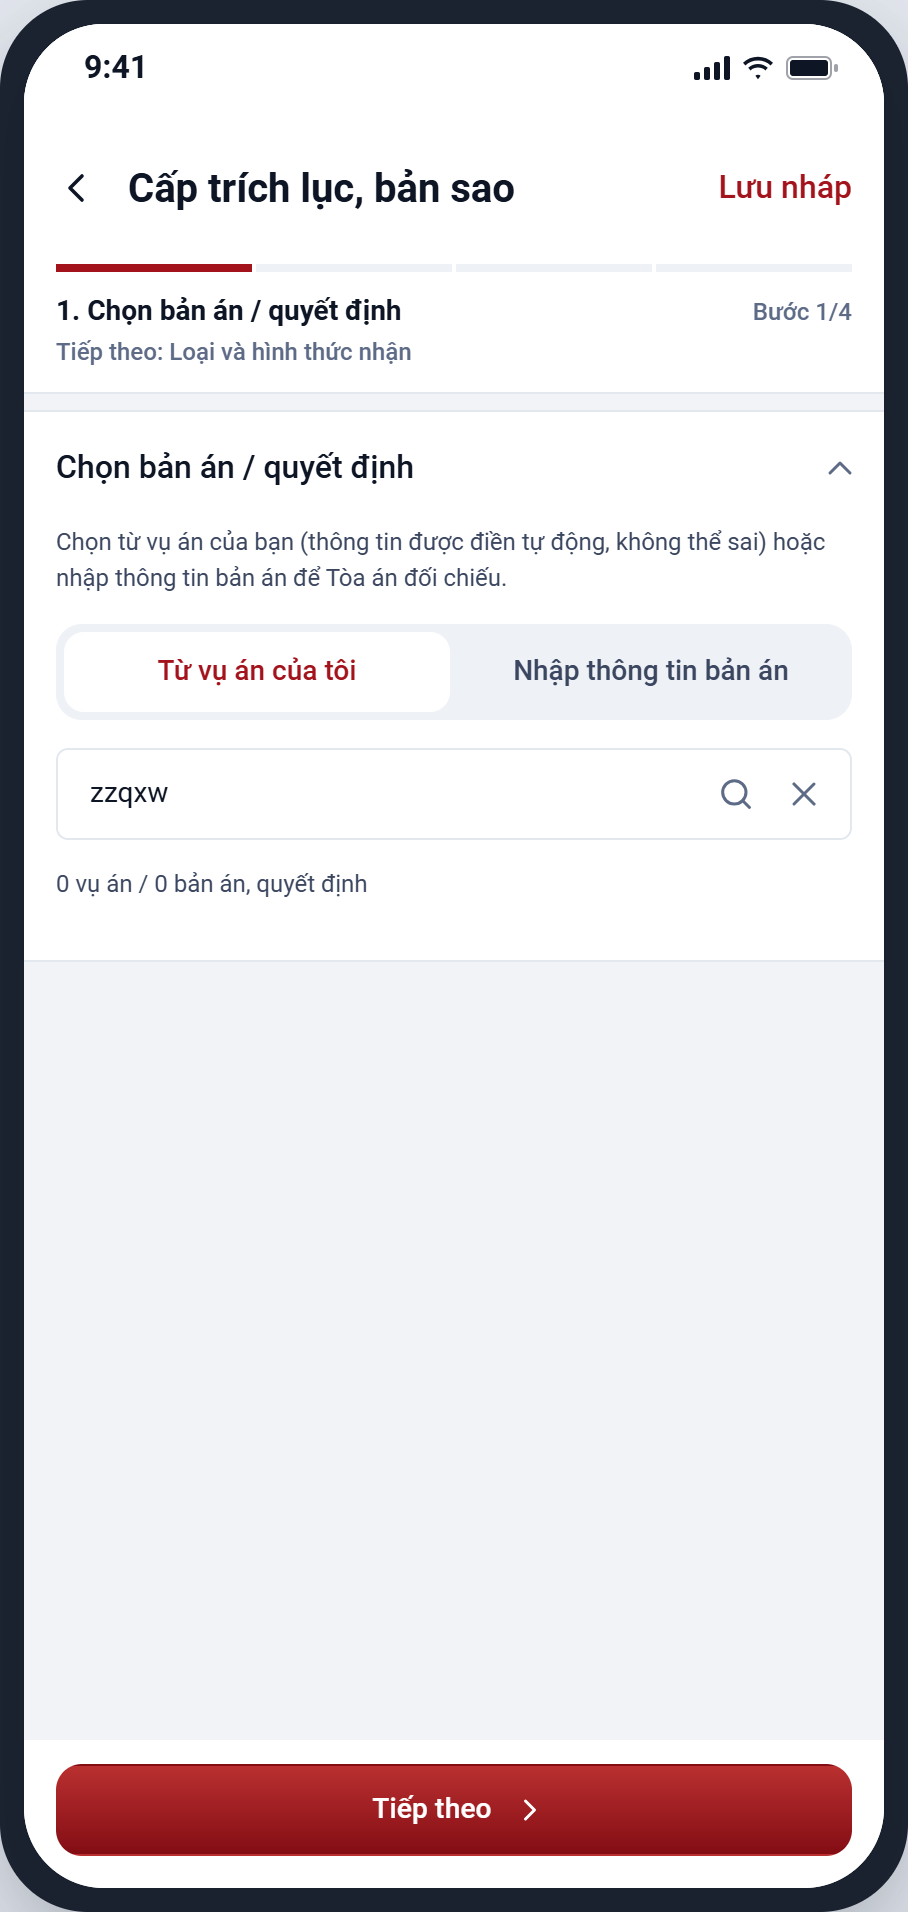 9:41
Cấp trích lục, bản sao
Lưu nháp
1. Chọn bản án / quyết định
Bước 1/4
Tiếp theo: Loại và hình thức nhận
Chọn bản án / quyết định
Chọn từ vụ án của bạn (thông tin được điền tự động, không thể sai) hoặc
nhập thông tin bản án để Tòa án đối chiếu.
Từ vụ án của tôi
Nhập thông tin bản án
zzqxw
0 vụ án / 0 bản án, quyết định
Tiếp theo